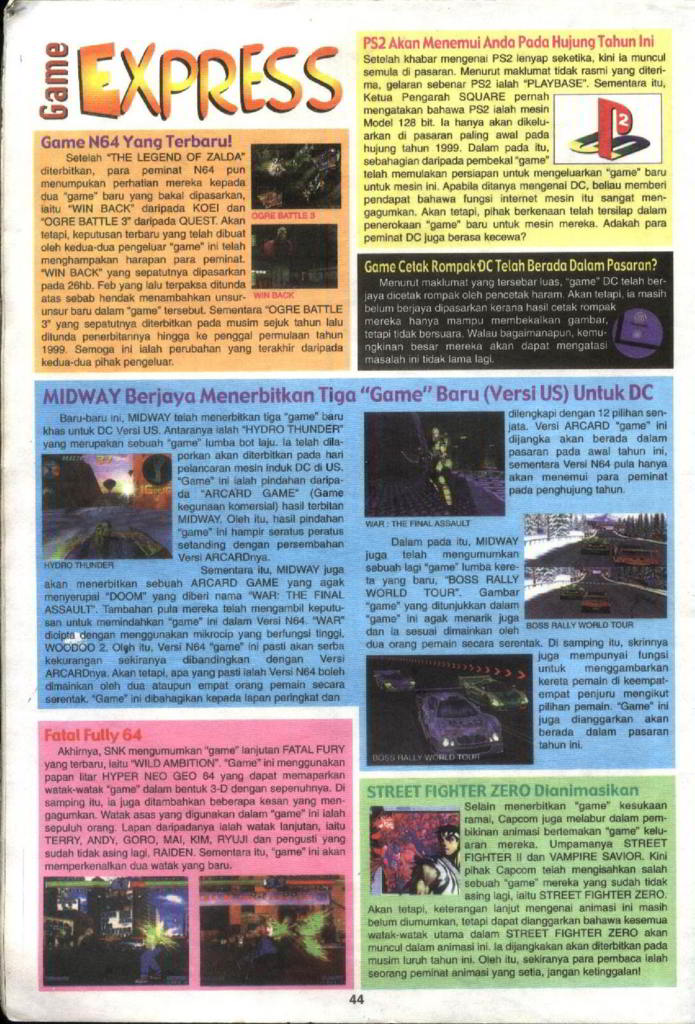 Game
EXPRESS
Game N64 Yang Terbaru!
Setelah "THE LEGEND OF ZALDA"
diterbitkan, para peminat N64 pun
menumpukan perhatian mereka kepada
dua "game" baru yang bakal dipasarkan,
iaitu "WIN BACK" daripada KOEI dan
"OGRE BATTLE 3" daripada QUEST. Akan
tetapi, keputusan terbaru yang telah dibuat
oleh kedua-dua pengeluar "game" ini telah
menghampakan harapan para peminat.
"WIN BACK" yang sepatutnya dipasarkan
pada 26hb. Feb yang lalu terpaksa ditunda
atas sebab hendak menambahkan unsur-
unsur baru dalam "game" tersebut. Sementara "OGRE BATTLE
3" yang sepatutnya diterbitkan pada musim sejuk tahun lalu
ditunda penerbitannya hingga ke penggal permulaan tahun
1999. Semoga ini ialah perubahan yang terakhir daripada
kedua-dua pihak pengeluar.
OGRE BATTLE 3
WIN BACK
PS2 Akan Menemui Anda Pada Hujung Tahun Ini
Setelah khabar mengenai PS2 lenyap seketika, kini ia muncul
semula di pasaran. Menurut maklumat tidak rasmi yang diteri-
ma, gelaran sebenar PS2 ialah "PLAYBASE". Sementara itu,
Ketua Pengarah SQUARE pernah
mengatakan bahawa PS2 ialah mesin
Model 128 bit. Ia hanya akan dikelu-
arkan di pasaran paling awal pada
hujung tahun 1999. Dalam pada itu,
sebahagian daripada pembekal "game"
telah memulakan persiapan untuk mengeluarkan "game" baru
untuk mesin ini. Apabila ditanya mengenai DC, beliau memberi
pendapat bahawa fungsi internet mesin itu sangat men-
gagumkan. Akan tetapi, pihak berkenaan telah tersilap dalam
penerokaan "game" baru untuk mesin mereka. Adakah para
peminat DC juga berasa kecewa?
2
Game Cetak Rompak DC Telah Berada Dalam Pasaran?
Menurut maklumat yang tersebar luas, "game" DC telah ber-
jaya dicetak rompak oleh pencetak haram. Akan tetapi, ia masih
belum berjaya dipasarkan kerana hasil cetak rompak
mereka hanya mampu membekalkan gambar,
tetapi tidak bersuara. Walau bagaimanapun, kemu-
ngkinan besar mereka akan dapat mengatasi
masalah ini tidak lama lagi.
MIDWAY Berjaya Menerbitkan Tiga "Game" Baru (Versi US) Untuk DC
Baru-baru ini, MIDWAY telah menerbitkan tiga "game" baru
khas untuk DC Versi US. Antaranya ialah "HYDRO THUNDER"
yang merupakan sebuah "game" lumba bot laju. Ia telah dila-
porkan akan diterbitkan pada hari
pelancaran mesin induk DC di US.
"Game" ini ialah pindahan daripa-
da "ARCARD GAME" (Game
kegunaan komersial) hasil terbitan
MIDWAY. Oleh itu, hasil pindahan
"game" ini hampir seratus peratus
setanding dengan persembahan
Versi ARCARDnya.
HYDRO THUNDER
Sementara itu, MIDWAY juga
akan menerbitkan sebuah ARCARD GAME yang agak
menyerupai "DOOM" yang diberi nama "WAR: THE FINAL
ASSAULT". Tambahan pula mereka telah mengambil keputu-
san untuk memindahkan "game" ini dalam Versi N64. "WAR"
dicipta dengan menggunakan mikrocip yang berfungsi tinggi,
WOODOO 2. Oleh itu, Versi N64 "game" ini pasti akan serba
kekurangan sekiranya dibandingkan dengan Versi
ARCARDnya. Akan tetapi, apa yang pasti ialah Versi N64 boleh
dimainkan oleh dua ataupun empat orang pemain secara
serentak. "Game" ini dibahagikan kepada lapan peringkat dan
dilengkapi dengan 12 pilihan sen-
jata. Versi ARCARD "game" ini
dijangka akan berada dalam
pasaran pada awal tahun ini,
sementara Versi N64 pula hanya
akan menemui para peminat
pada penghujung tahun.
WAR : THE FINAL ASSAULT
Dalam pada itu, MIDWAY
juga telah mengumumkan
sebuah lagi "game" lumba kere-
ta yang baru, "BOSS RALLY
WORLD TOUR". Gambar
"game" yang ditunjukkan dalam
"game" ini agak menarik juga
dan ia sesuai dimainkan oleh
BOSS RALLY WORLD TOUR
dua orang pemain secara serentak. Di samping itu, skrinnya
juga mempunyai fungsi
untuk menggambarkan
kereta pemain di keempat-
empat penjuru mengikut
pilihan pemain. "Game" ini
juga dianggarkan akan
berada dalam pasaran
tahun ini.
BOSS RALLY WORLD TOUR
Fatal Fully 64
Akhirnya, SNK mengumumkan "game" lanjutan FATAL FURY
yang terbaru, iaitu "WILD AMBITION". "Game" ini menggunakan
papan litar HYPER NEO GEO 64 yang dapat memaparkan
watak-watak "game" dalam bentuk 3-D dengan sepenuhnya. Di
samping itu, ia juga ditambahkan beberapa kesan yang men-
gagumkan. Watak asas yang digunakan dalam "game" ini ialah
sepuluh orang. Lapan daripadanya ialah watak lanjutan, iaitu
TERRY, ANDY, GORO, MAI, KIM, RYUJI dan pengusti yang
sudah tidak asing lagi, RAIDEN. Sementara itu, "game" ini akan
memperkenalkan dua watak yang baru.
STREET FIGHTER ZERO Dianimasikan
Selain menerbitkan "game" kesukaan
ramai, Capcom juga melabur dalam pem-
bikinan animasi bertemakan "game" kelu-
aran mereka. Umpamanya STREET
FIGHTER II dan VAMPIRE SAVIOR. Kini
pihak Capcom telah mengisahkan salah
sebuah "game" mereka yang sudah tidak
asing lagi, iaitu STREET FIGHTER ZERO.
Akan tetapi, keterangan lanjut mengenai animasi ini masih
belum diumumkan, tetapi dapat dianggarkan bahawa kesemua
watak-watak utama dalam STREET FIGHTER ZERO akan
muncul dalam animasi ini. Ia dijangkakan akan diterbitkan pada
musim luruh tahun ini. Oleh itu, sekiranya para pembaca ialah
seorang peminat animasi yang setia, jangan ketinggalan!
44